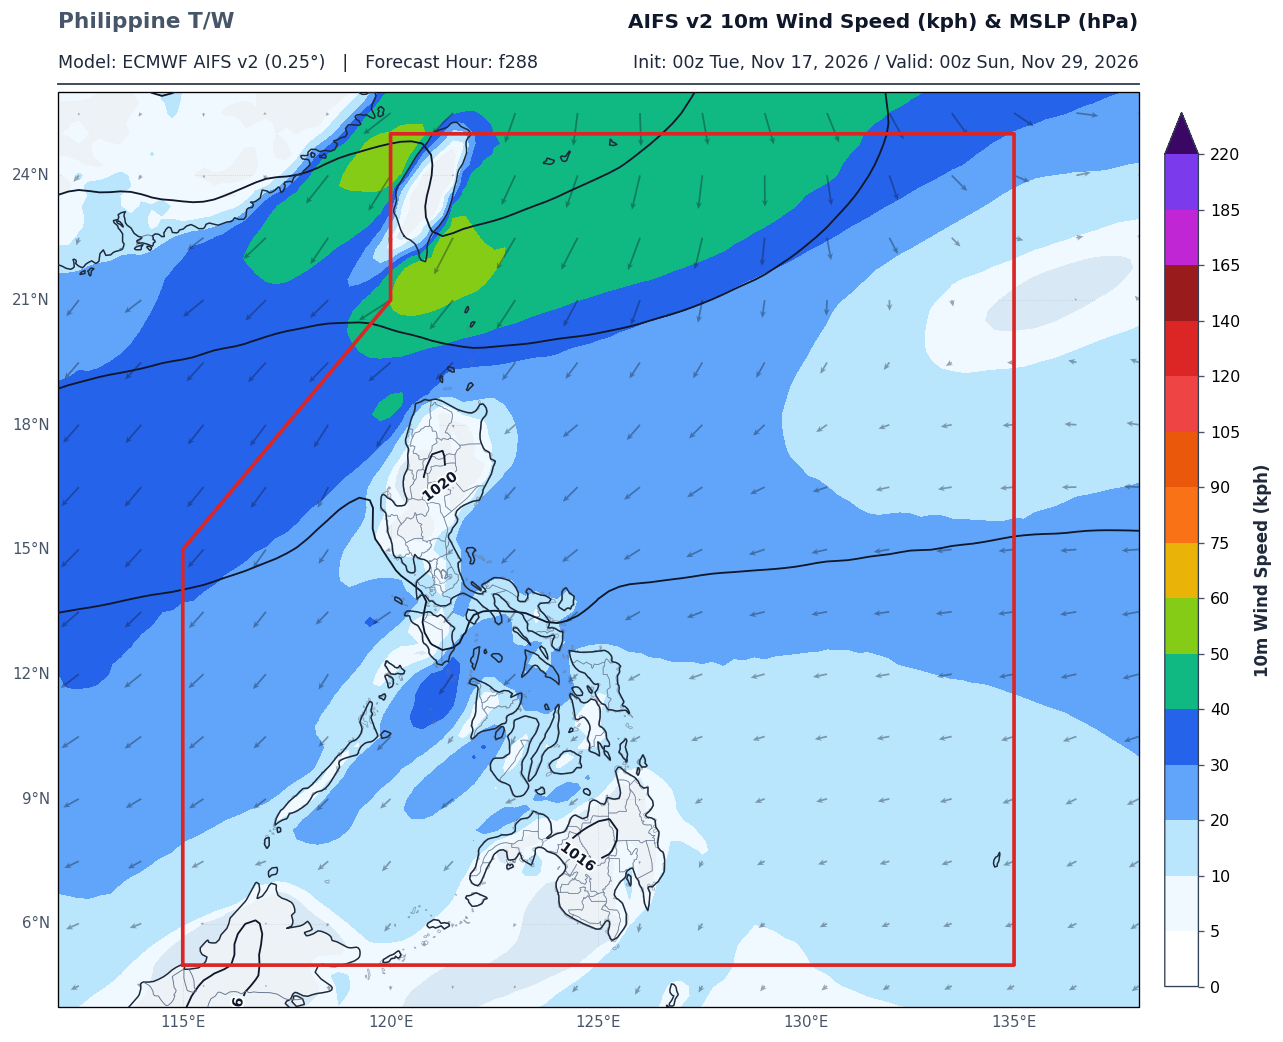 Philippine T/W
AIFS v2 10m Wind Speed (kph) & MSLP (hPa)
Model: ECMWF AIFS v2 (0.25°) | Forecast Hour: f288
Init: 00z Tue, Nov 17, 2026 / Valid: 00z Sun, Nov 29, 2026
24°N
21°N
18°N
15°N
12°N
9°N
6°N
115°E
120°E
125°E
130°E
135°E
1020
1016
6
220
185
165
140
120
105
90
75
60
50
40
30
20
10
5
0
10m Wind Speed (kph)